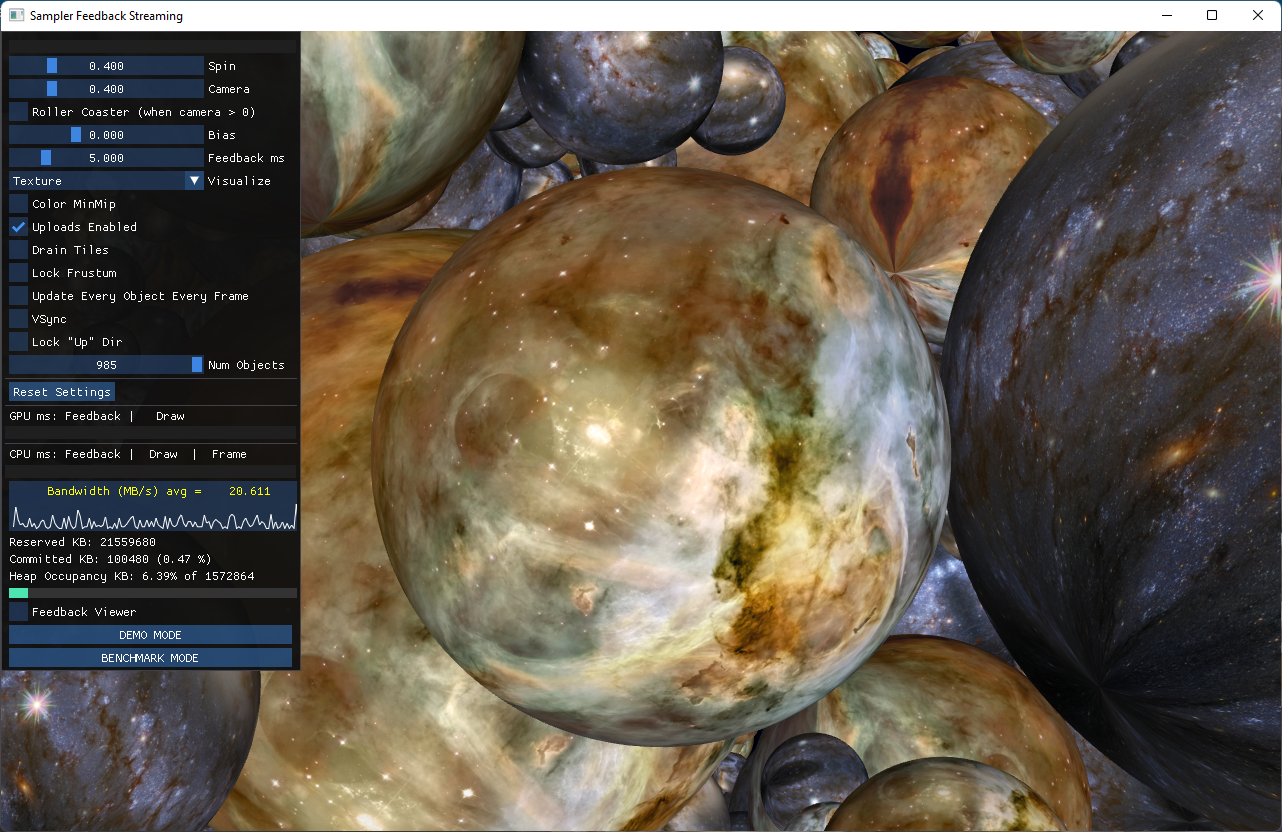 Sampler Feedback Streaming
0.400 Spin
0.400 Camera
Roller Coaster (when camera > 0)
0.000 Bias
5.000 Feedback ms
Texture Visualize
Color MinMip
Uploads Enabled
Drain Tiles
Lock Frustum
Update Every Object Every Frame
VSync
Lock "Up" Dir
985 Num Objects
Reset Settings
GPU ms: Feedback | Draw
CPU ms: Feedback | Draw | Frame
Bandwidth (MB/s) avg = 20.611
Reserved KB: 21559680
Committed KB: 100480 (0.47 %)
Heap Occupancy KB: 6.39% of 1572864
Feedback Viewer
DEMO MODE
BENCHMARK MODE